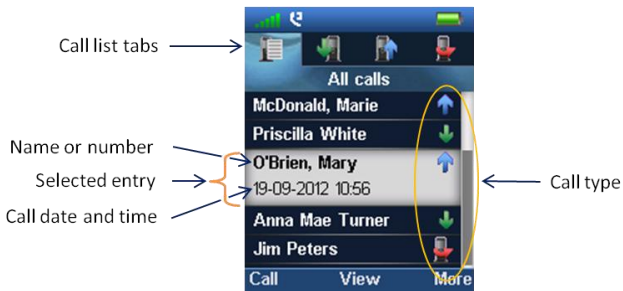 Call list tabs
All calls
McDonald, Marie
Priscilla White
Name or number
O'Brien, Mary
Selected entry
19-09-2012 10:56
Call type
Call date and time
Anna Mae Turner
Jim Peters
Call View More